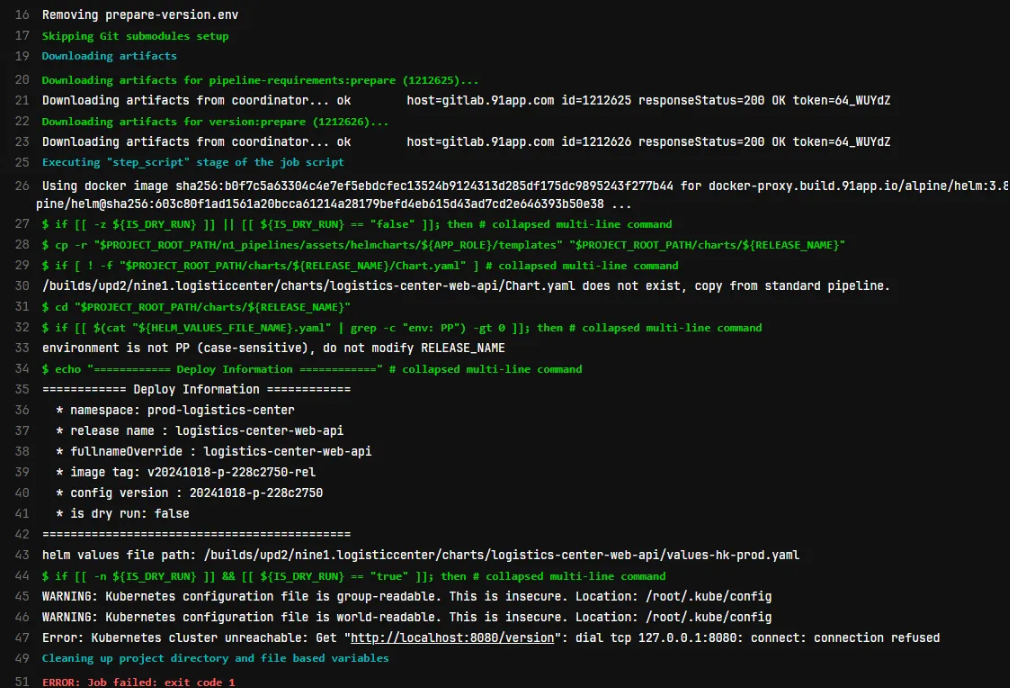 16 Removing prepare-version.env
17 Skipping Git submodules setup
19 Downloading artifacts
20 Downloading artifacts for pipeline-requirements:prepare (1212625)...
21 Downloading artifacts from coordinator... ok host=gitlab.91app.com id=1212625 responseStatus=200 OK token=64_WUYdZ
22 Downloading artifacts for version:prepare (1212626)...
23 Downloading artifacts from coordinator... ok host=gitlab.91app.com id=1212626 responseStatus=200 OK token=64_WUYdZ
25 Executing "step_script" stage of the job script
26 Using docker image sha256:b0f7c5a63304c4e7ef5ebdcfec13524b9124313d285df175dc9895243f277b44 for docker-proxy.build.91app.io/alpine/helm:3.8
pine/helm@sha256:603c80f1ad1561a20bcca61214a28179befd4eb615d43ad7cd2e646393b50e38 ...
27 $ if [[ -z ${IS_DRY_RUN} ]] || [[ ${IS_DRY_RUN} == "false" ]]; then # collapsed multi-line command
28 $ cp -r "$PROJECT_ROOT_PATH/n1_pipelines/assets/helmcharts/${APP_ROLE}/templates" "$PROJECT_ROOT_PATH/charts/${RELEASE_NAME}"
29 $ if [ ! -f "$PROJECT_ROOT_PATH/charts/${RELEASE_NAME}/Chart.yaml" ] # collapsed multi-line command
30 /builds/upd2/nine1.logisticcenter/charts/logistics-center-web-api/Chart.yaml does not exist, copy from standard pipeline.
31 $ cd "$PROJECT_ROOT_PATH/charts/${RELEASE_NAME}"
32 $ if [[ $(cat "${HELM_VALUES_FILE_NAME}.yaml" | grep -c "env: PP") -gt 0 ]]; then # collapsed multi-line command
33 environment is not PP (case-sensitive), do not modify RELEASE_NAME
34 $ echo "============ Deploy Information ============" # collapsed multi-line command
35 ============ Deploy Information ============
36 * namespace: prod-logistics-center
37 * release name : logistics-center-web-api
38 * fullnameOverride : logistics-center-web-api
39 * image tag: v20241018-p-228c2750-rel
40 * config version : 20241018-p-228c2750
41 * is dry run: false
42 ============================================
43 helm values file path: /builds/upd2/nine1.logisticcenter/charts/logistics-center-web-api/values-hk-prod.yaml
44 $ if [[ -n ${IS_DRY_RUN} ]] && [[ ${IS_DRY_RUN} == "true" ]]; then # collapsed multi-line command
45 WARNING: Kubernetes configuration file is group-readable. This is insecure. Location: /root/.kube/config
46 WARNING: Kubernetes configuration file is world-readable. This is insecure. Location: /root/.kube/config
47 Error: Kubernetes cluster unreachable: Get "http://localhost:8080/version": dial tcp 127.0.0.1:8080: connect: connection refused
49 Cleaning up project directory and file based variables
51 ERROR: Job failed: exit code 1